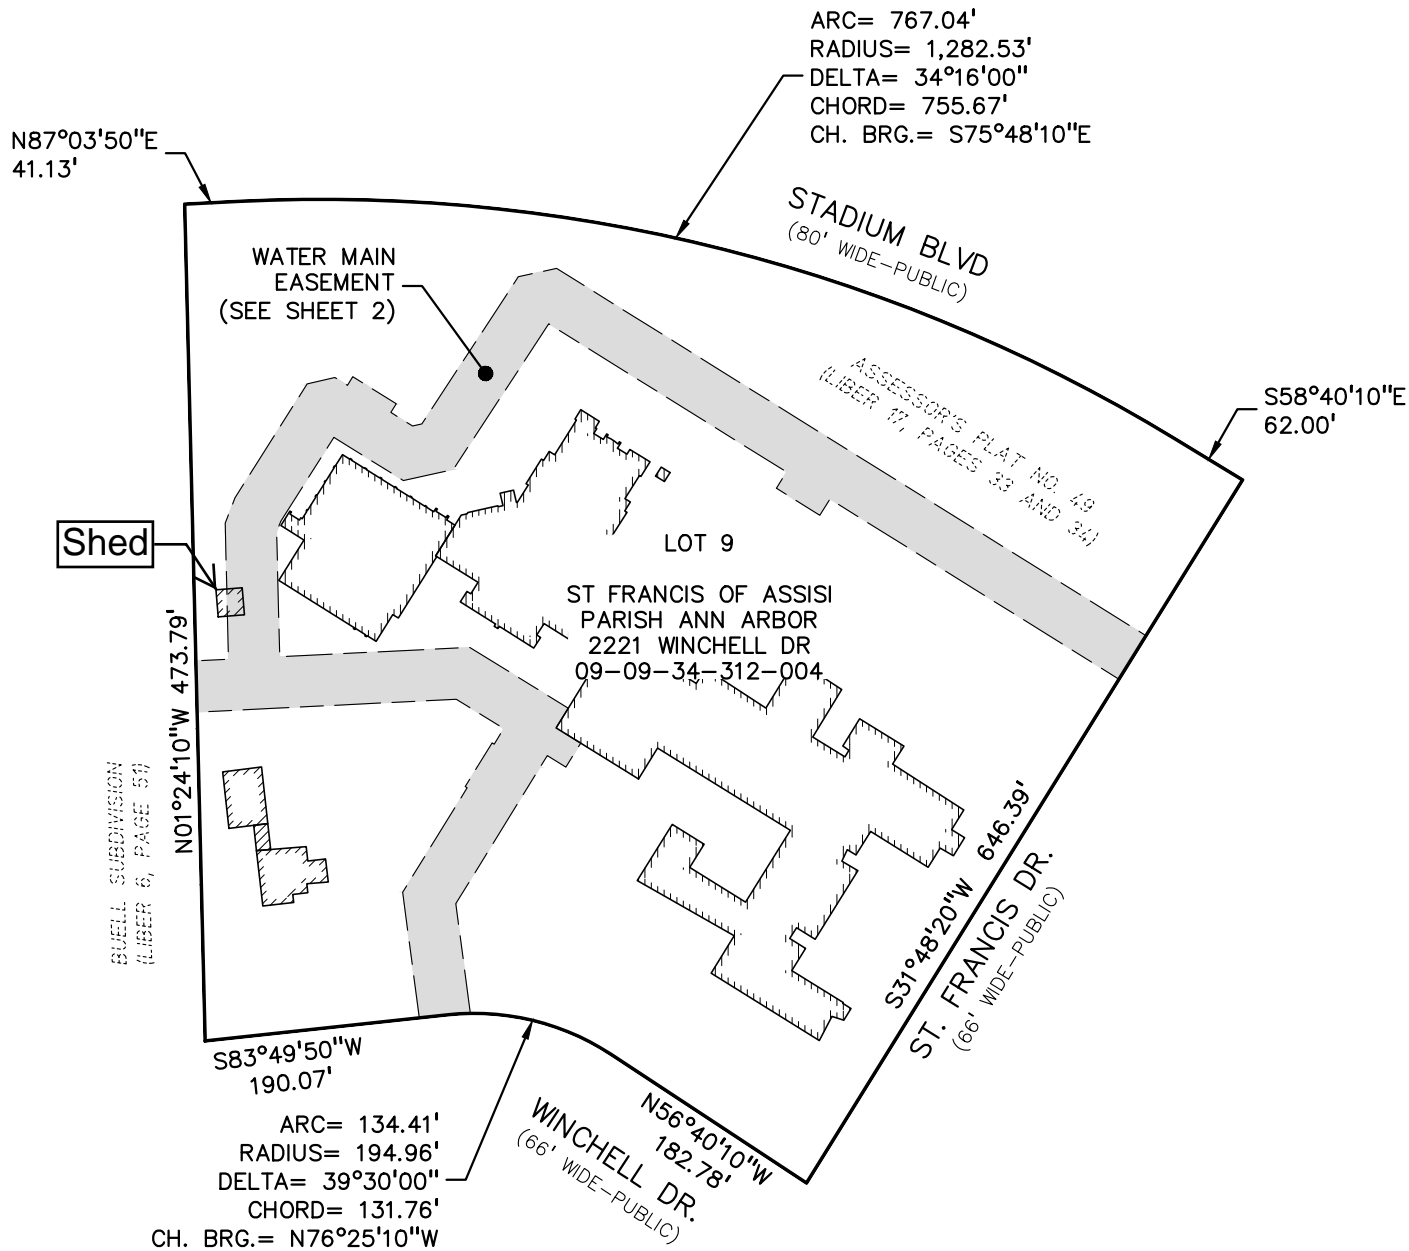 ARC= 767.04'
RADIUS= 1,282.53'
DELTA= 34°16'00"
CHORD= 755.67'
CH. BRG.= S75°48'10"E
N87°03'50"E
41.13'
STADIUM BLVD
(80' WIDE-PUBLIC)
WATER MAIN
EASEMENT
(SEE SHEET 2)
ASSESSOR'S PLAT NO. 49
(LIBER 17, PAGES 33 AND 34)
S58°40'10"E
62.00'
Shed
LOT 9
ST FRANCIS OF ASSISI
PARISH ANN ARBOR
2221 WINCHELL DR
09-09-34-312-004
N01°24'10"W 473.79'
BUELL SUBDIVISION
(LIBER 6, PAGE 51)
S31°48'20"W 646.39'
ST. FRANCIS DR.
(66' WIDE-PUBLIC)
S83°49'50"W
190.07'
ARC= 134.41'
RADIUS= 194.96'
DELTA= 39°30'00"
CHORD= 131.76'
CH. BRG.= N76°25'10"W
N56°40'10"W
182.78'
WINCHELL DR.
(66' WIDE-PUBLIC)